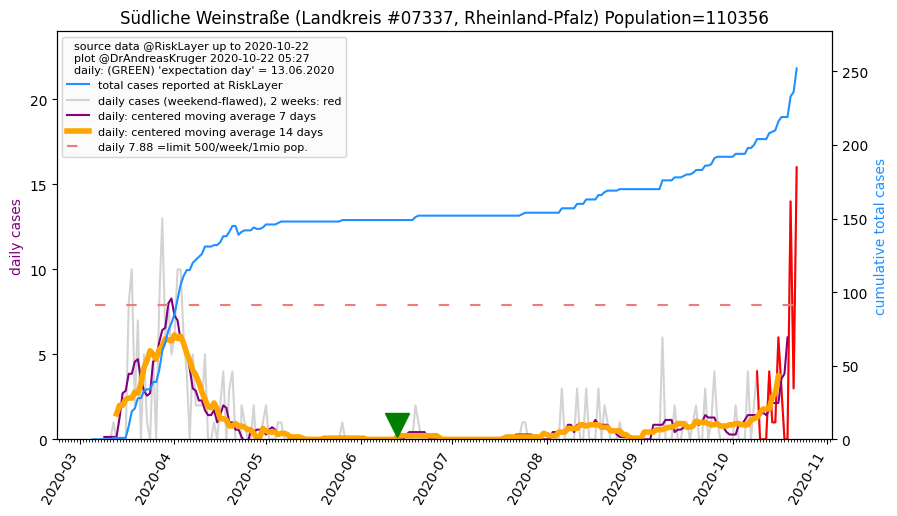 Südliche Weinstraße (Landkreis #07337, Rheinland-Pfalz) Population=110356
source data @RiskLayer up to 2020-10-22
plot @DrAndreasKruger 2020-10-22 05:27
daily: (GREEN) 'expectation day' = 13.06.2020
total cases reported at RiskLayer
daily cases (weekend-flawed), 2 weeks: red
daily: centered moving average 7 days
daily: centered moving average 14 days
daily 7.88 =limit 500/week/1mio pop.
daily cases
20
15
10
5
0
cumulative total cases
250
200
150
100
50
0
2020-03
2020-04
2020-05
2020-06
2020-07
2020-08
2020-09
2020-10
2020-11